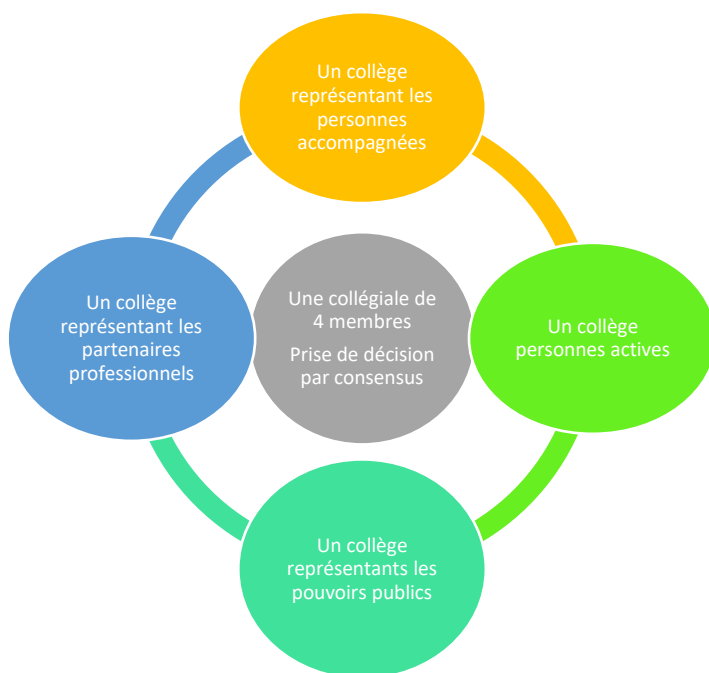 Un collège
représentant les
personnes
accompagnées
Un collège
représentant les
partenaires
professionnels
Une collégiale de
4 membres
Prise de décision
par consensus
Un collège
personnes actives
Un collège
représentants les
pouvoirs publics